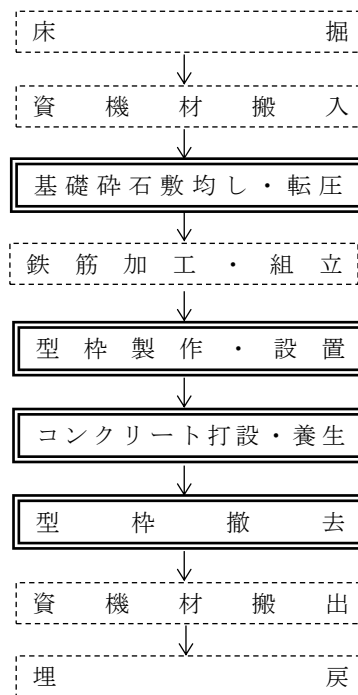 床掘
資機材搬入
基礎砕石敷均し・転圧
鉄筋加工・組立
型枠製作・設置
コンクリート打設・養生
型枠撤去
資機材搬出
埋戻